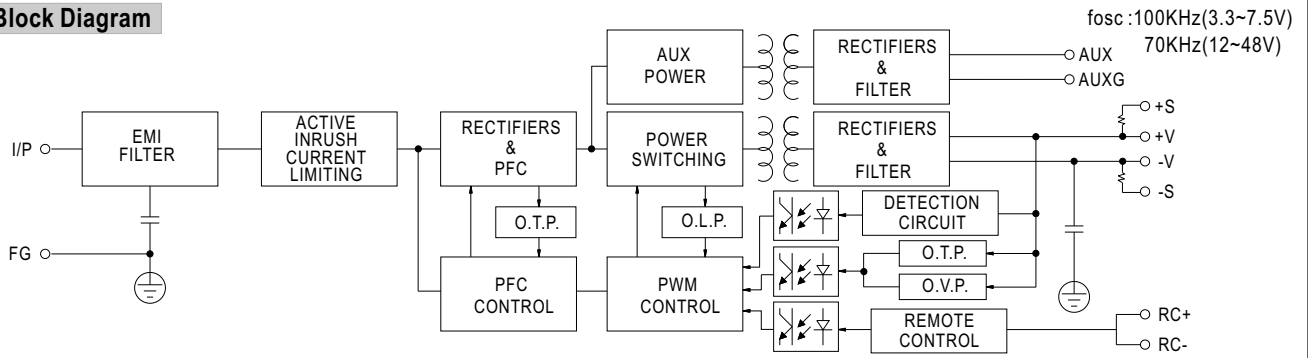 Block Diagram
fosc :100KHz(3.3~7.5V)
70KHz(12~48V)
AUX
POWER
RECTIFIERS
&
FILTER
AUX
AUXG
I/P
EMI
FILTER
ACTIVE
INRUSH
CURRENT
LIMITING
RECTIFIERS
&
PFC
POWER
SWITCHING
RECTIFIERS
&
FILTER
+S
+V
-V
-S
O.T.P.
O.L.P.
DETECTION
CIRCUIT
FG
PFC
CONTROL
PWM
CONTROL
O.T.P.
O.V.P.
REMOTE
CONTROL
RC+
RC-